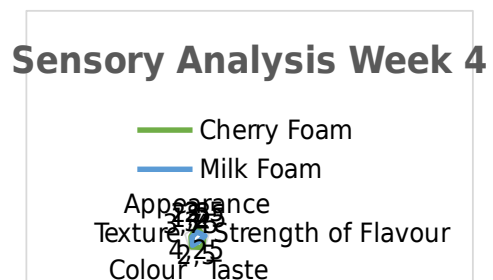 Sensory Analysis Week 4
Cherry Foam
Milk Foam
Appearance
Texture Strength of Flavour
Colour Taste